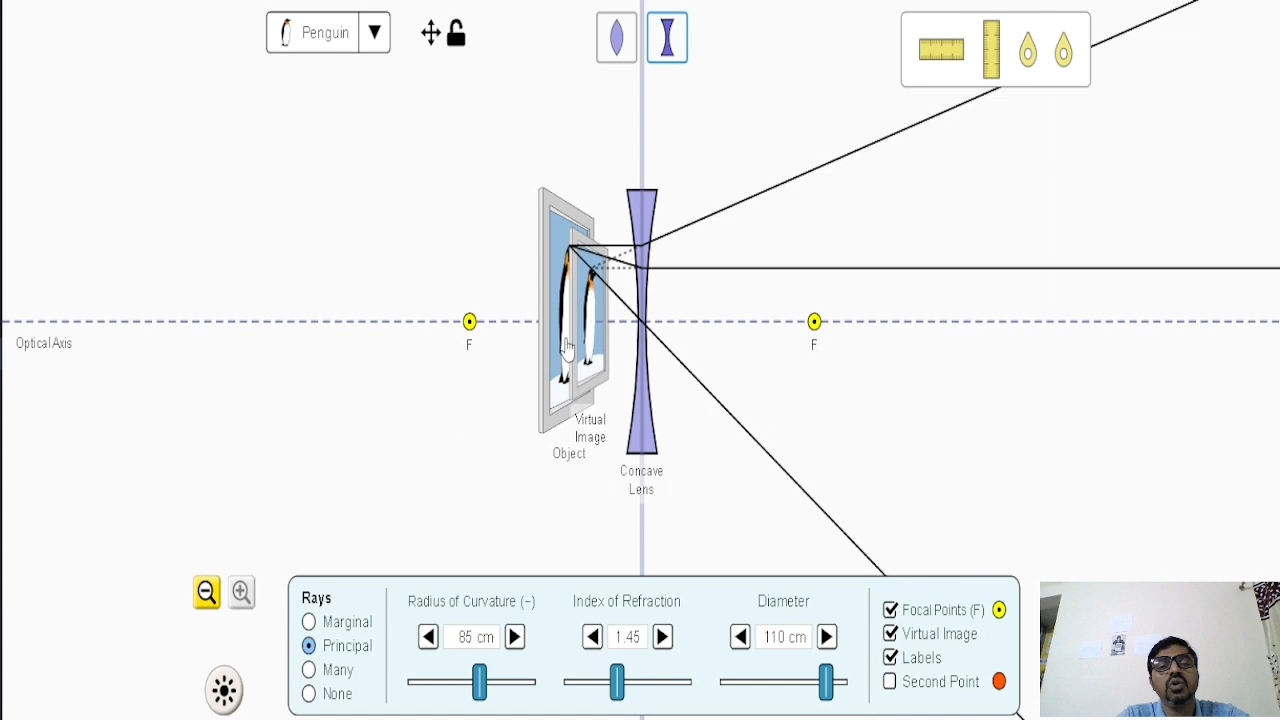 Penguin
Optical Axis
F
F
Virtual
Image
Object
Concave
Lens
Rays
Marginal
Principal
Many
None
Radius of Curvature (−)
85 cm
Index of Refraction
1.45
Diameter
110 cm
Focal Points (F)
Virtual Image
Labels
Second Point